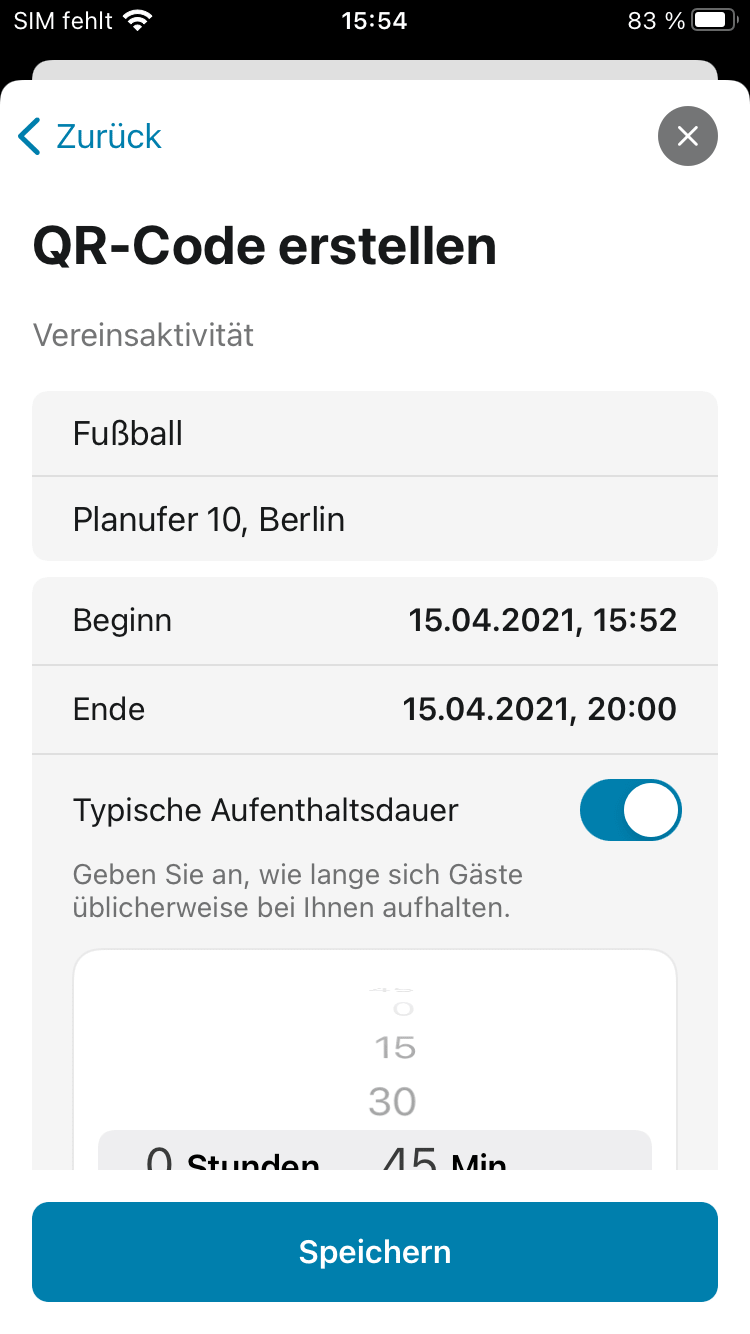 SIM fehlt 15:54 83 %
Zurück
QR-Code erstellen
Vereinsaktivität
Fußball
Planufer 10, Berlin
Beginn 15.04.2021, 15:52
Ende 15.04.2021, 20:00
Typische Aufenthaltsdauer
Geben Sie an, wie lange sich Gäste
üblicherweise bei Ihnen aufhalten.
45
0
15
30
0 Stunden 45 Min
Speichern